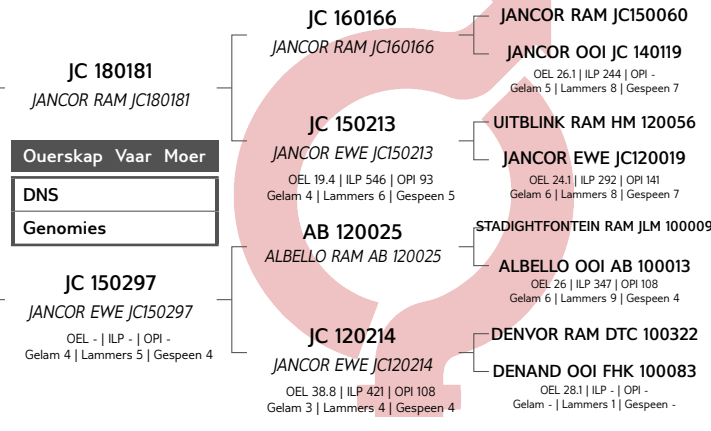 JC 180181
JANCOR RAM JC180181
Ouerskap Vaar Moer
DNS
Genomies
JC 150297
JANCOR EWE JC150297
OEL - | ILP - | OPI -
Gelam 4 | Lammers 5 | Gespeen 4
JC 160166
JANCOR RAM JC160166
JC 150213
JANCOR EWE JC150213
OEL 19.4 | ILP 546 | OPI 93
Gelam 4 | Lammers 6 | Gespeen 5
AB 120025
ALBELLO RAM AB 120025
JC 120214
JANCOR EWE JC120214
OEL 38.8 | ILP 421 | OPI 108
Gelam 3 | Lammers 4 | Gespeen 4
JANCOR RAM JC150060
JANCOR OOI JC 140119
OEL 26.1 | ILP 244 | OPI -
Gelam 5 | Lammers 8 | Gespeen 7
UITBLINK RAM HM 120056
JANCOR EWE JC120019
OEL 24.1 | ILP 292 | OPI 141
Gelam 6 | Lammers 8 | Gespeen 7
STADIGHTFONTEIN RAM JLM 100009
ALBELLO OOI AB 100013
OEL 26 | ILP 347 | OPI 108
Gelam 6 | Lammers 9 | Gespeen 4
DENVOR RAM DTC 100322
DENAND OOI FHK 100083
OEL 28.1 | ILP - | OPI -
Gelam - | Lammers 1 | Gespeen -